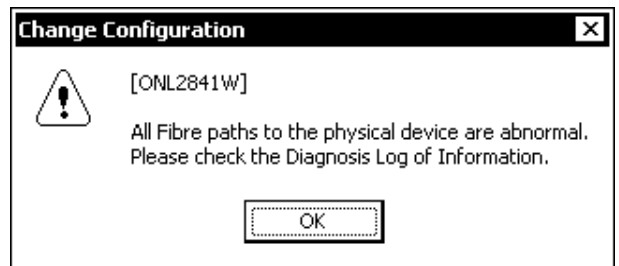 Change Configuration
[ONL2841W]
All Fibre paths to the physical device are abnormal.
Please check the Diagnosis Log of Information.
OK